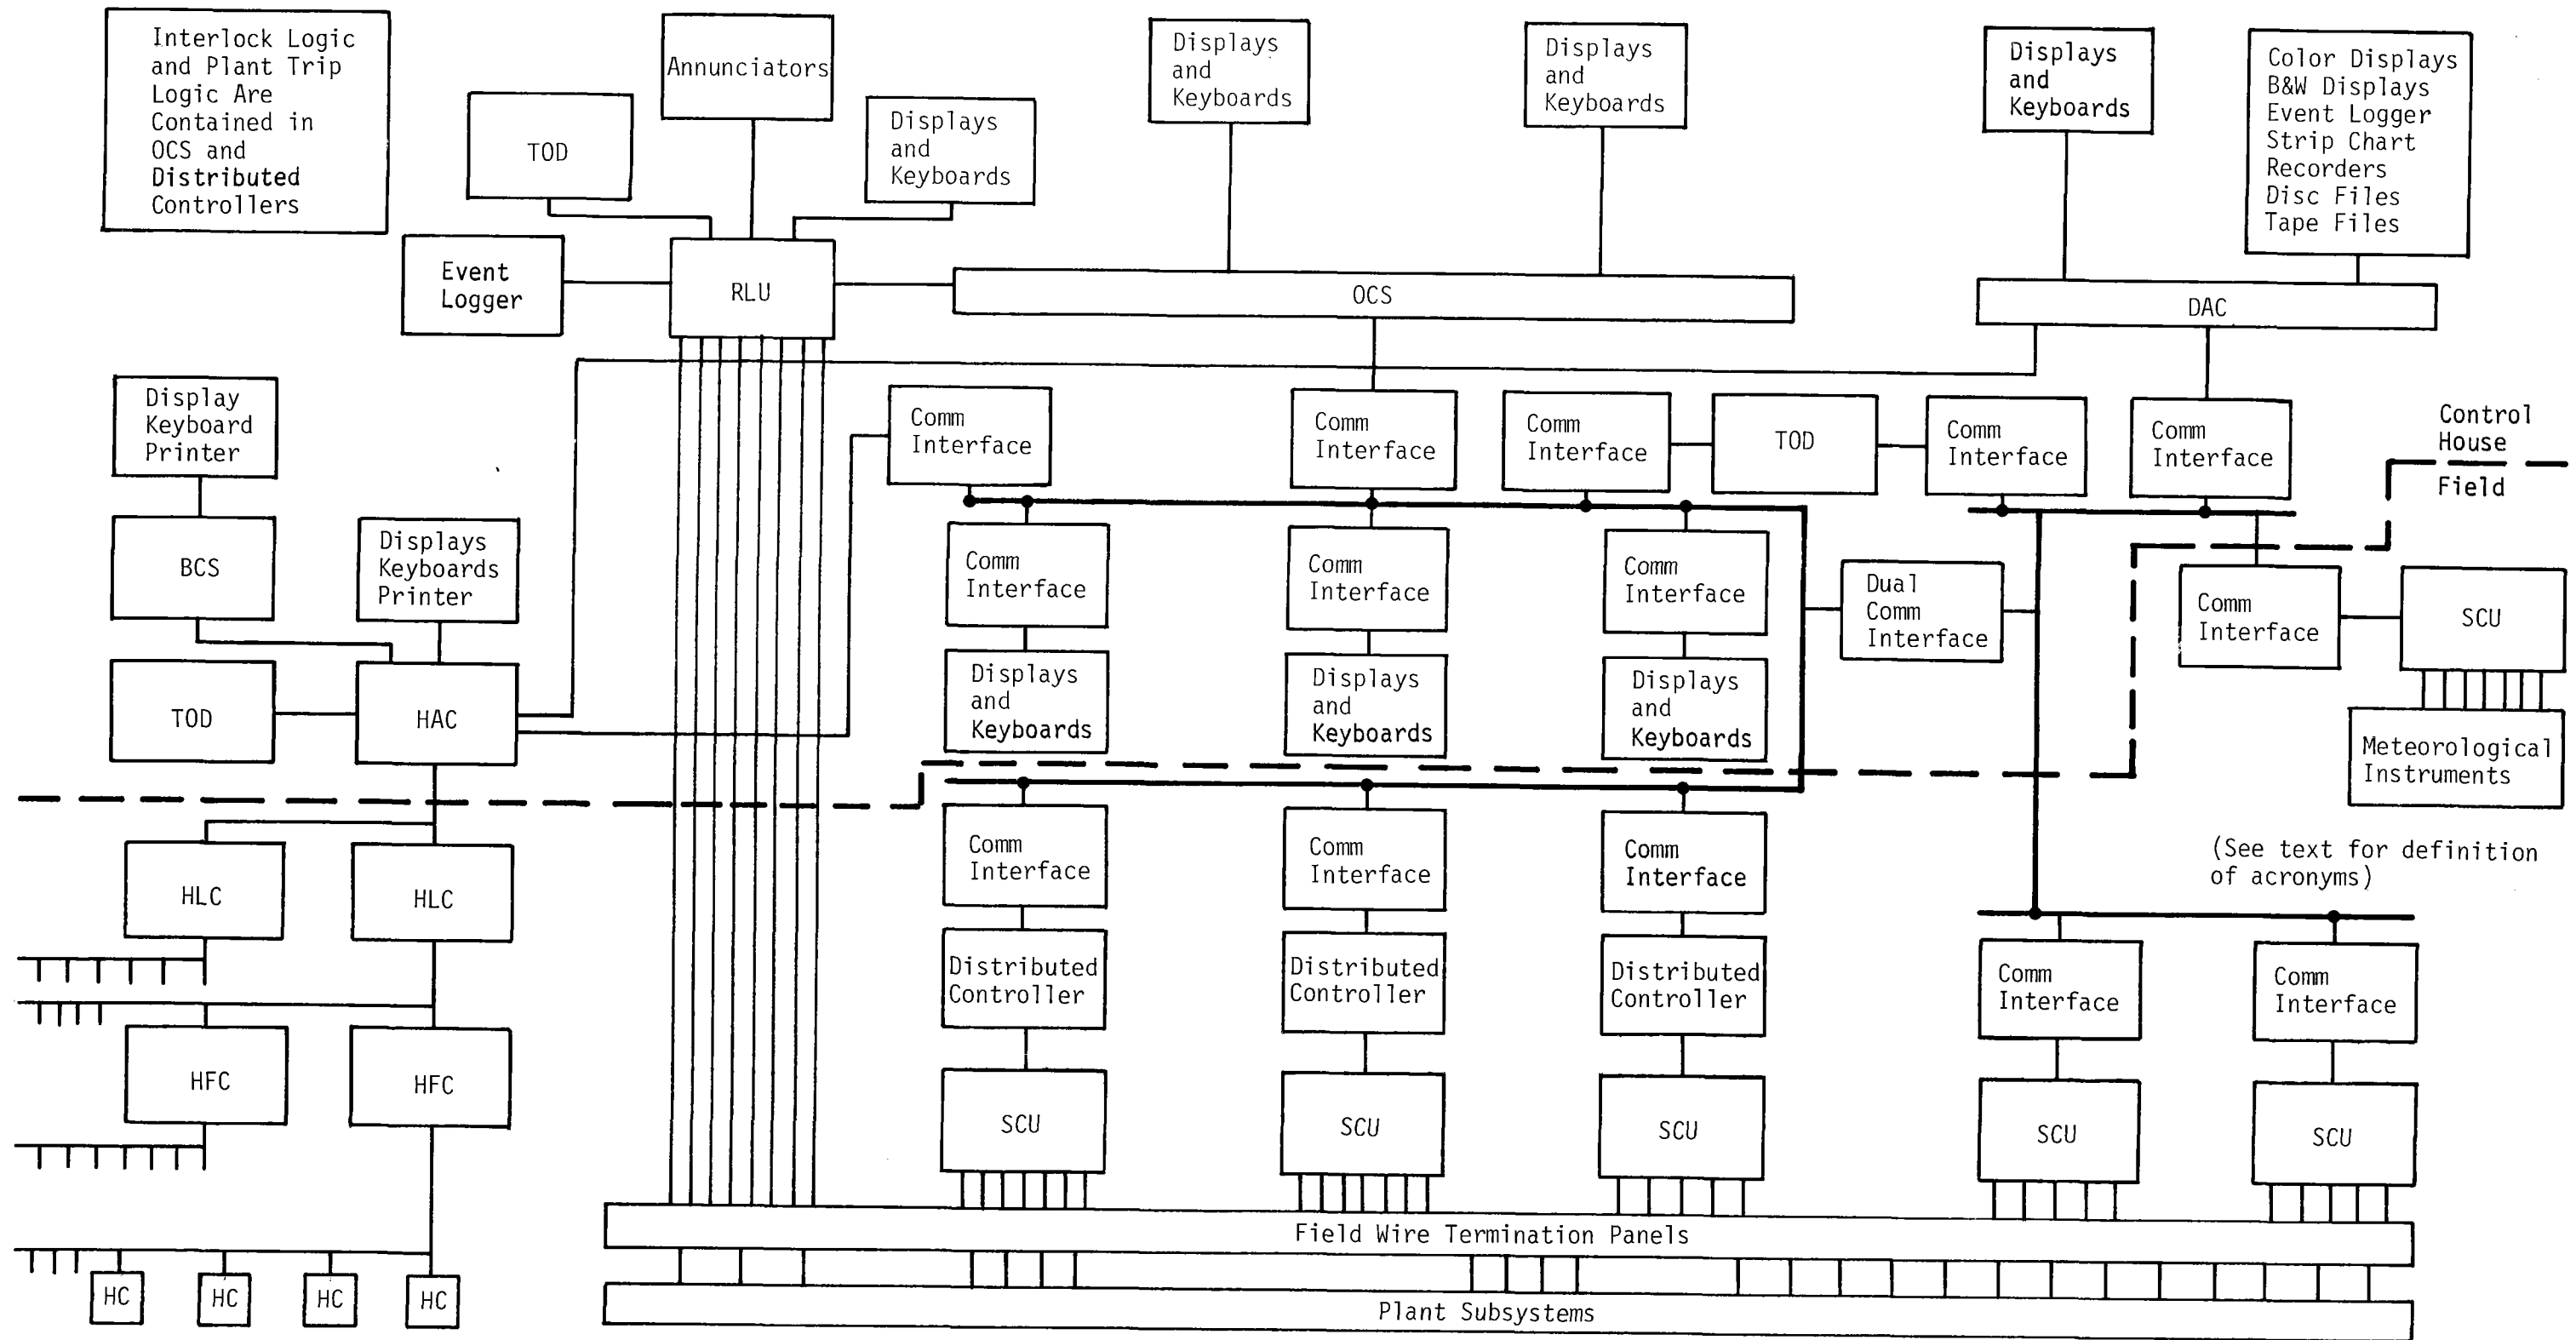 Interlock Logic
and Plant Trip
Logic Are
Contained in
OCS and
Distributed
Controllers
TOD
Annunciators
Displays
and
Keyboards
Displays
and
Keyboards
Displays
and
Keyboards
Displays
and
Keyboards
Color Displays
B&W Displays
Event Logger
Strip Chart
Recorders
Disc Files
Tape Files
Event
Logger
RLU
OCS
DAC
Display
Keyboard
Printer
Comm
Interface
Comm
Interface
Comm
Interface
TOD
Comm
Interface
Comm
Interface
Control
House
Field
BCS
Displays
Keyboards
Printer
Comm
Interface
Comm
Interface
Comm
Interface
Dual
Comm
Interface
Comm
Interface
SCU
TOD
HAC
Displays
and
Keyboards
Displays
and
Keyboards
Displays
and
Keyboards
Meteorological
Instruments
HLC
HLC
Comm
Interface
Comm
Interface
Comm
Interface
(See text for definition
of acronyms)
Distributed
Controller
Distributed
Controller
Distributed
Controller
Comm
Interface
Comm
Interface
HFC
HFC
SCU
SCU
SCU
SCU
SCU
Field Wire Termination Panels
HC
HC
HC
HC
Plant Subsystems